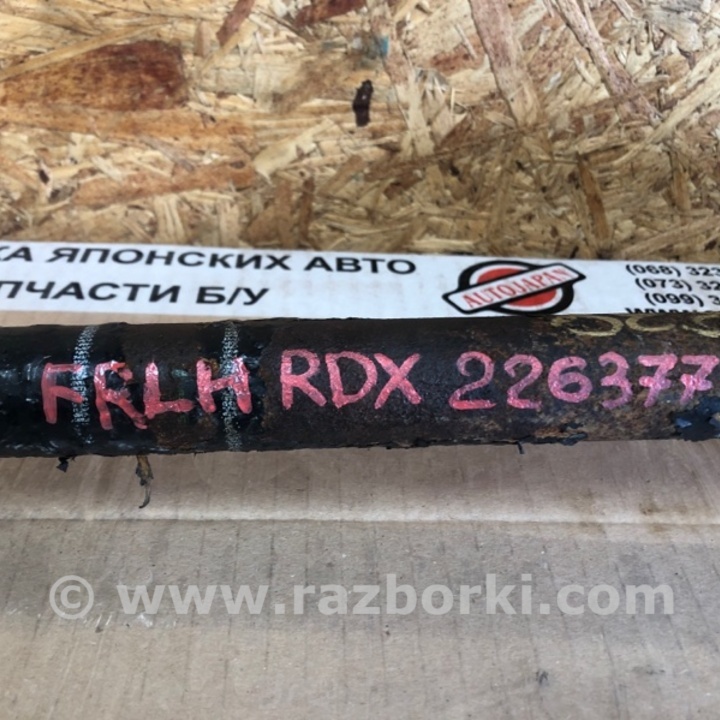 КА ЯПОНСКИХ АВТО
ПЧАСТИ Б/У
AUTOJAPAN
(068) 323
(073) 32
(099) 3
FRLH RDX 226377
© www.razborki.com